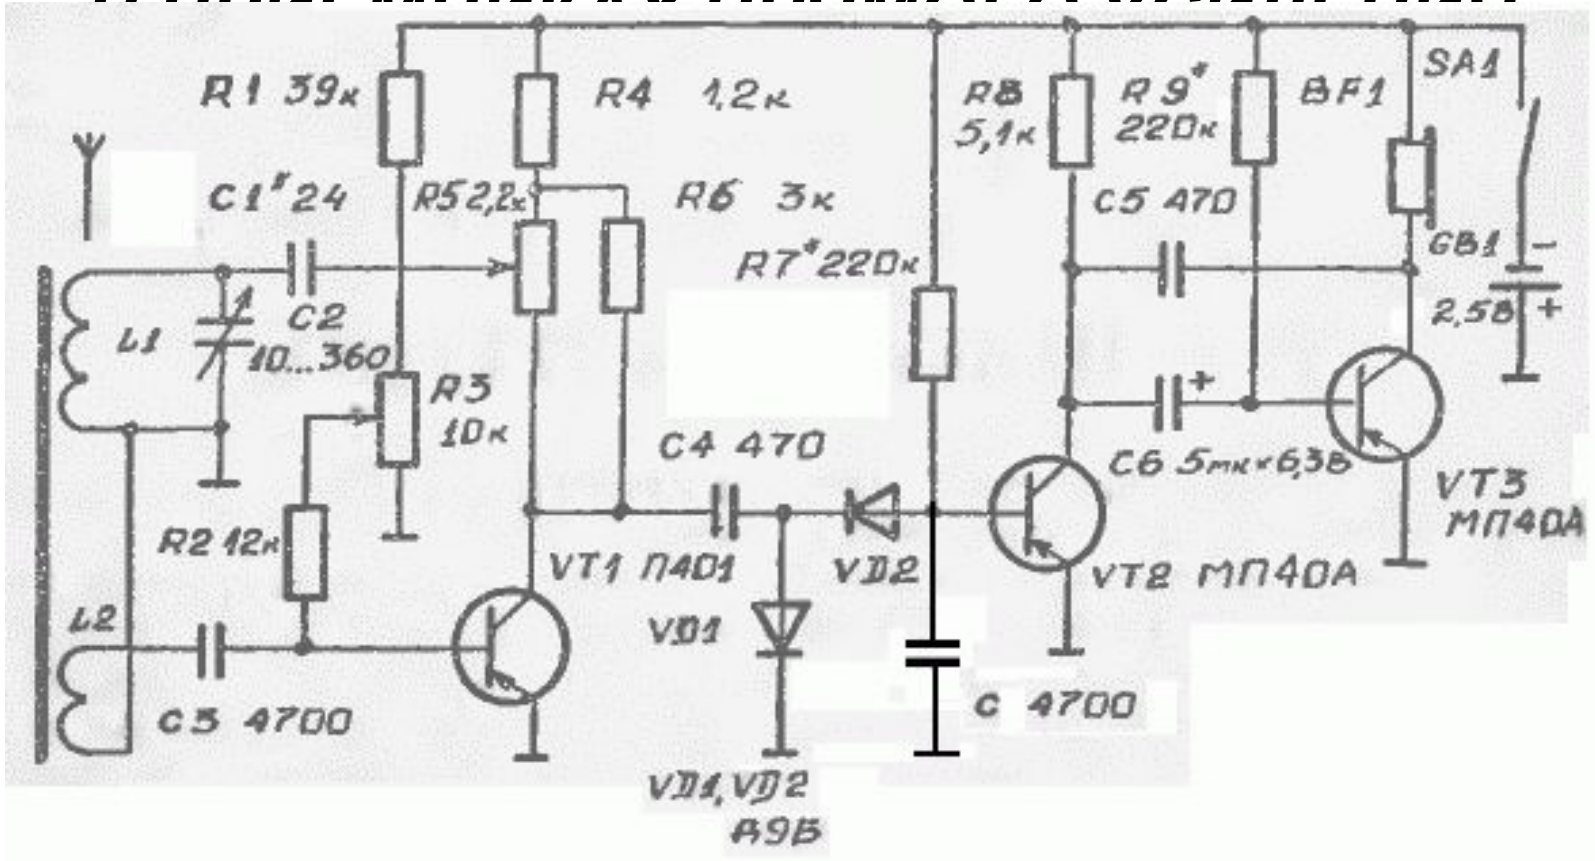 R1 39к
R4 1,2к
R8 5,1к
R9* 220к
BF1
SA1
C1* 24
R5 2,2к
R6 3к
C5 470
GB1
−
+
2,5В
R7* 220к
L1
C2
10...360
R3
10к
C4 470
+
C6 5мк×6,3В
VT3
МП40А
R2 12к
VT1 П401
VD2
VT2 МП40А
L2
VD1
C3 4700
C 4700
VD1, VD2
Д9Б